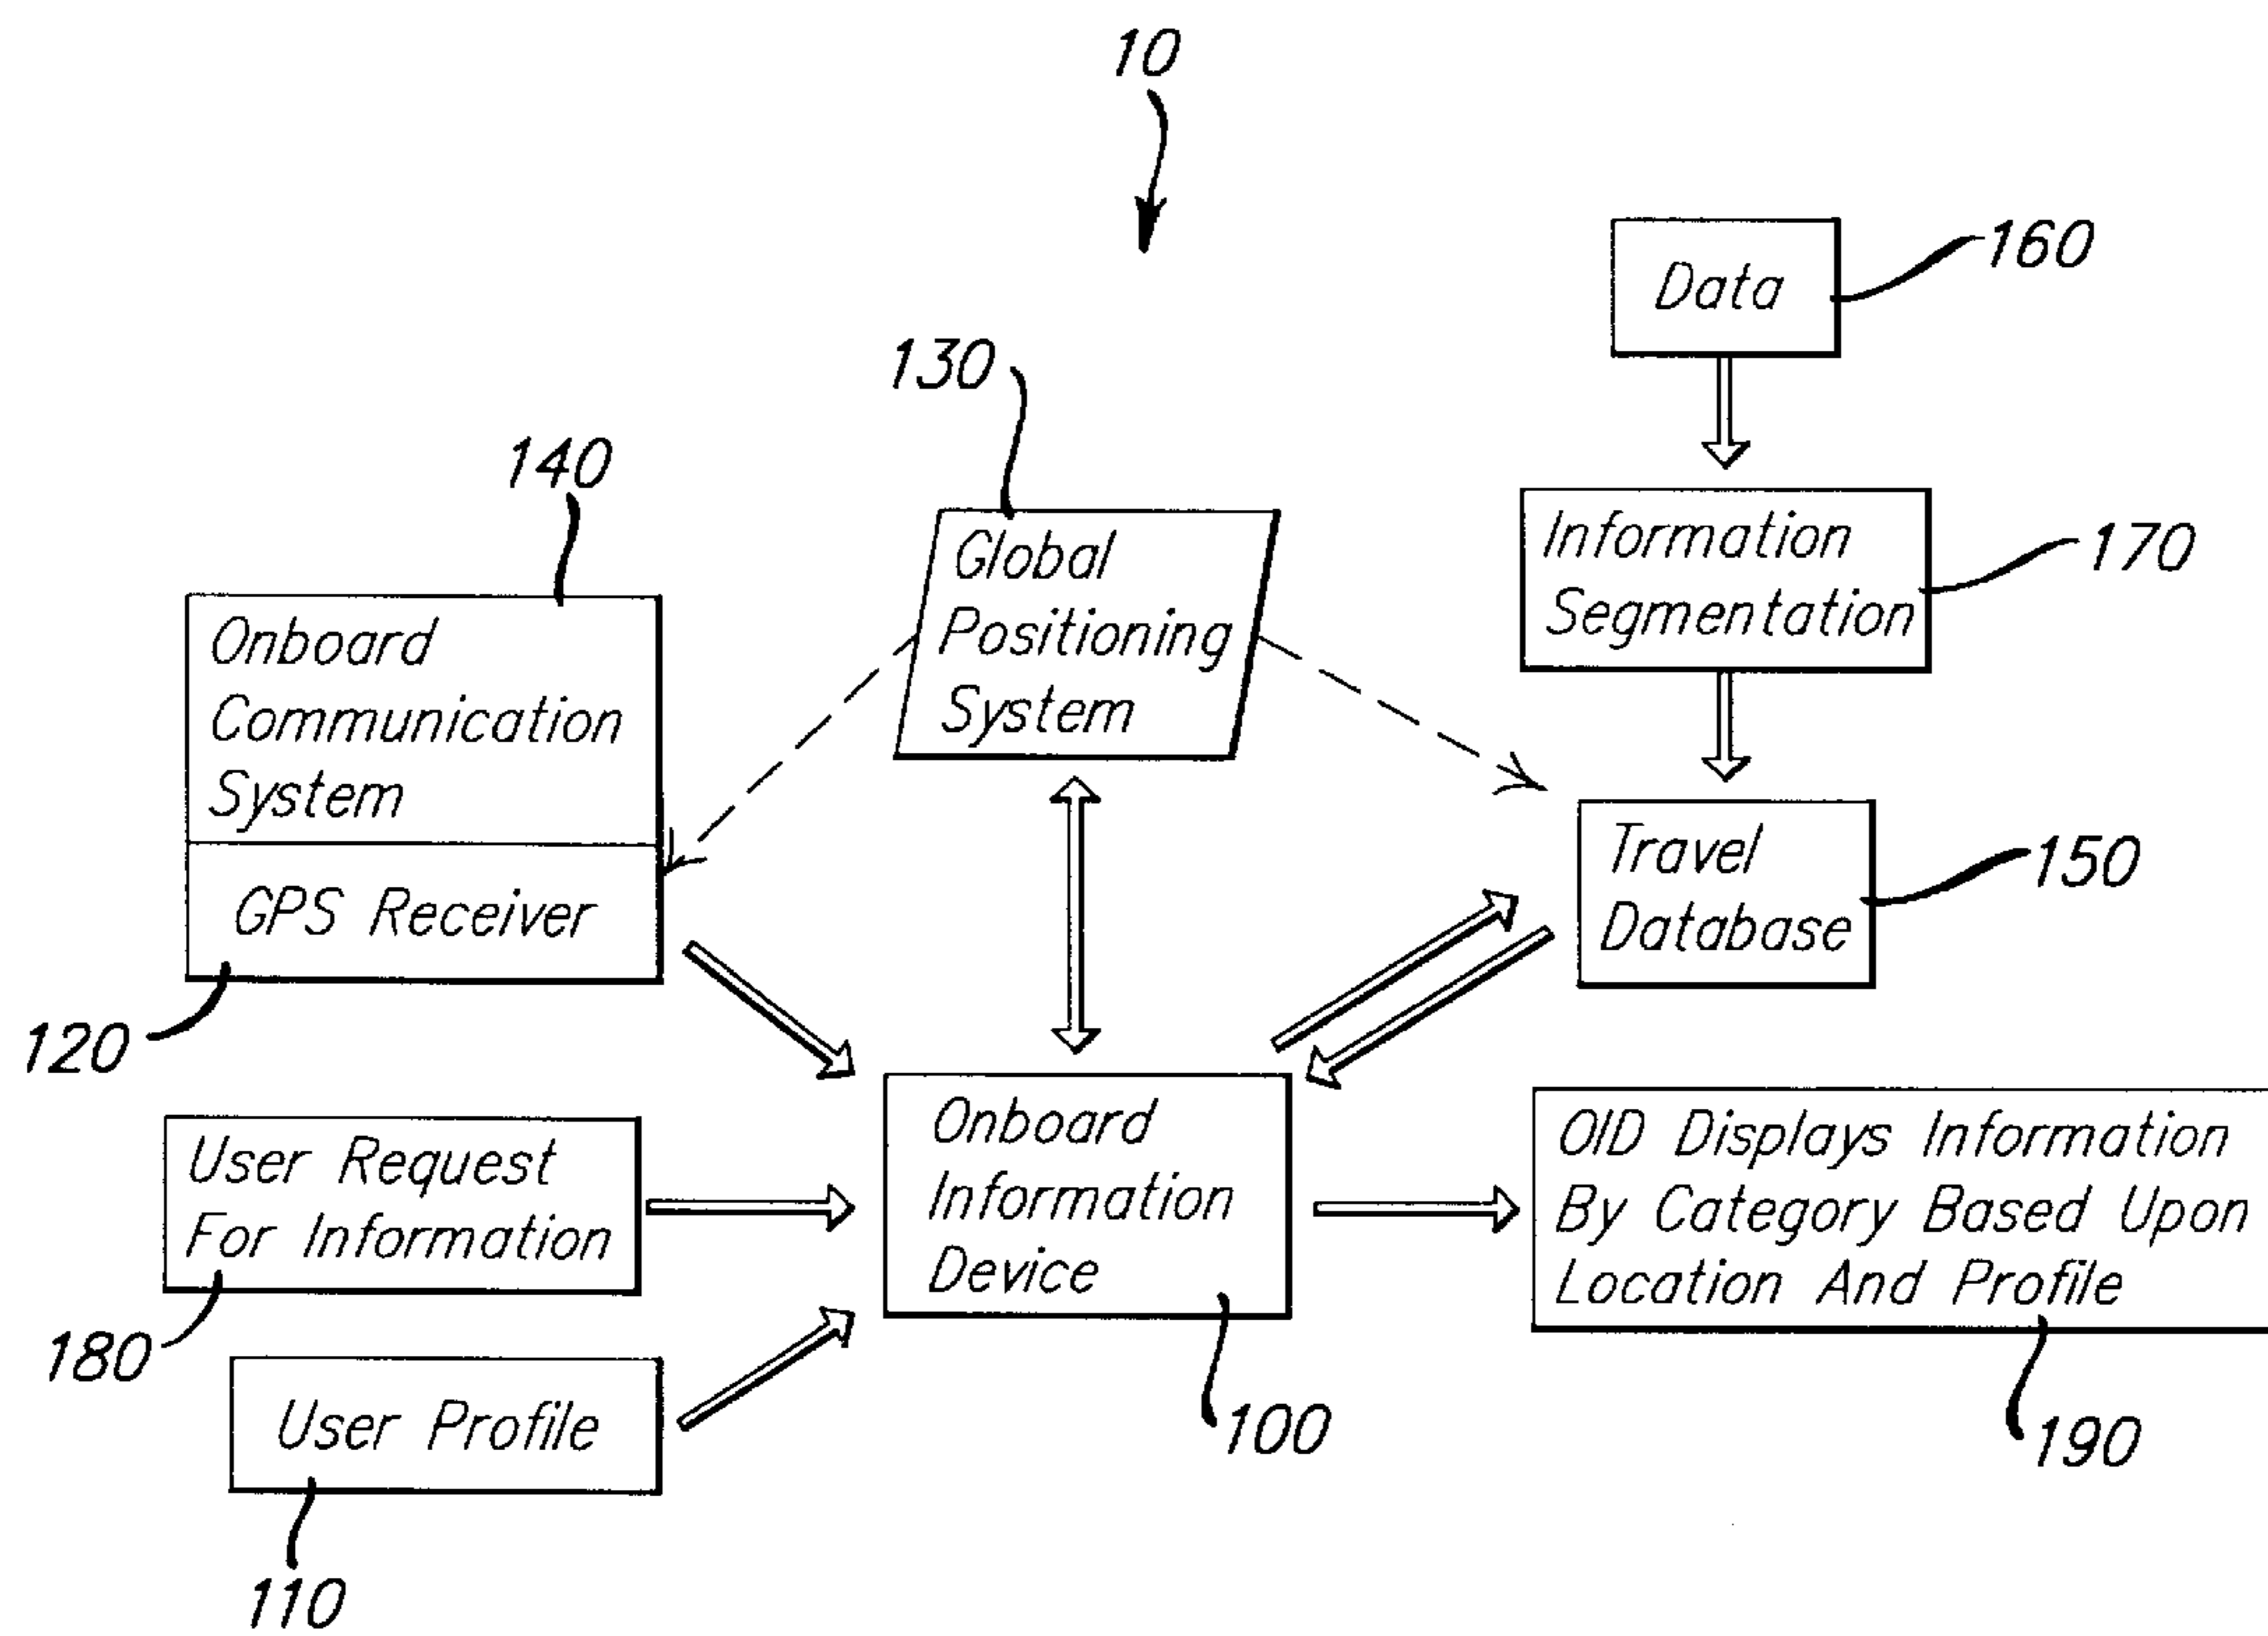 10
160
Data
130
140
Global
Positioning
System
Information
Segmentation
170
Onboard
Communication
System
GPS Receiver
120
Travel
Database
150
User Request
For Information
180
Onboard
Information
Device
100
OID Displays Information
By Category Based Upon
Location And Profile
190
User Profile
110